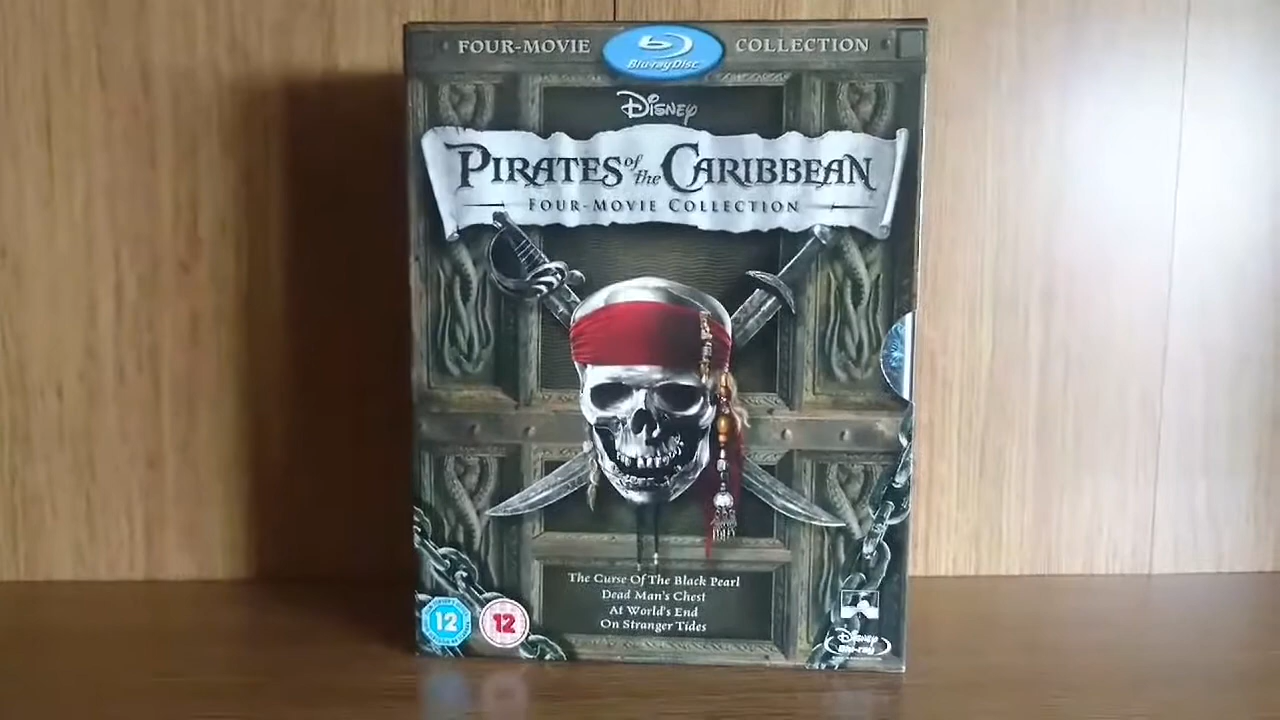 FOUR-MOVIE Blu-ray Disc COLLECTION
DISNEY
PIRATES of the CARIBBEAN
FOUR-MOVIE COLLECTION
The Curse Of The Black Pearl
Dead Man's Chest
At World's End
On Stranger Tides
12 12
DISNEY
Blu-ray